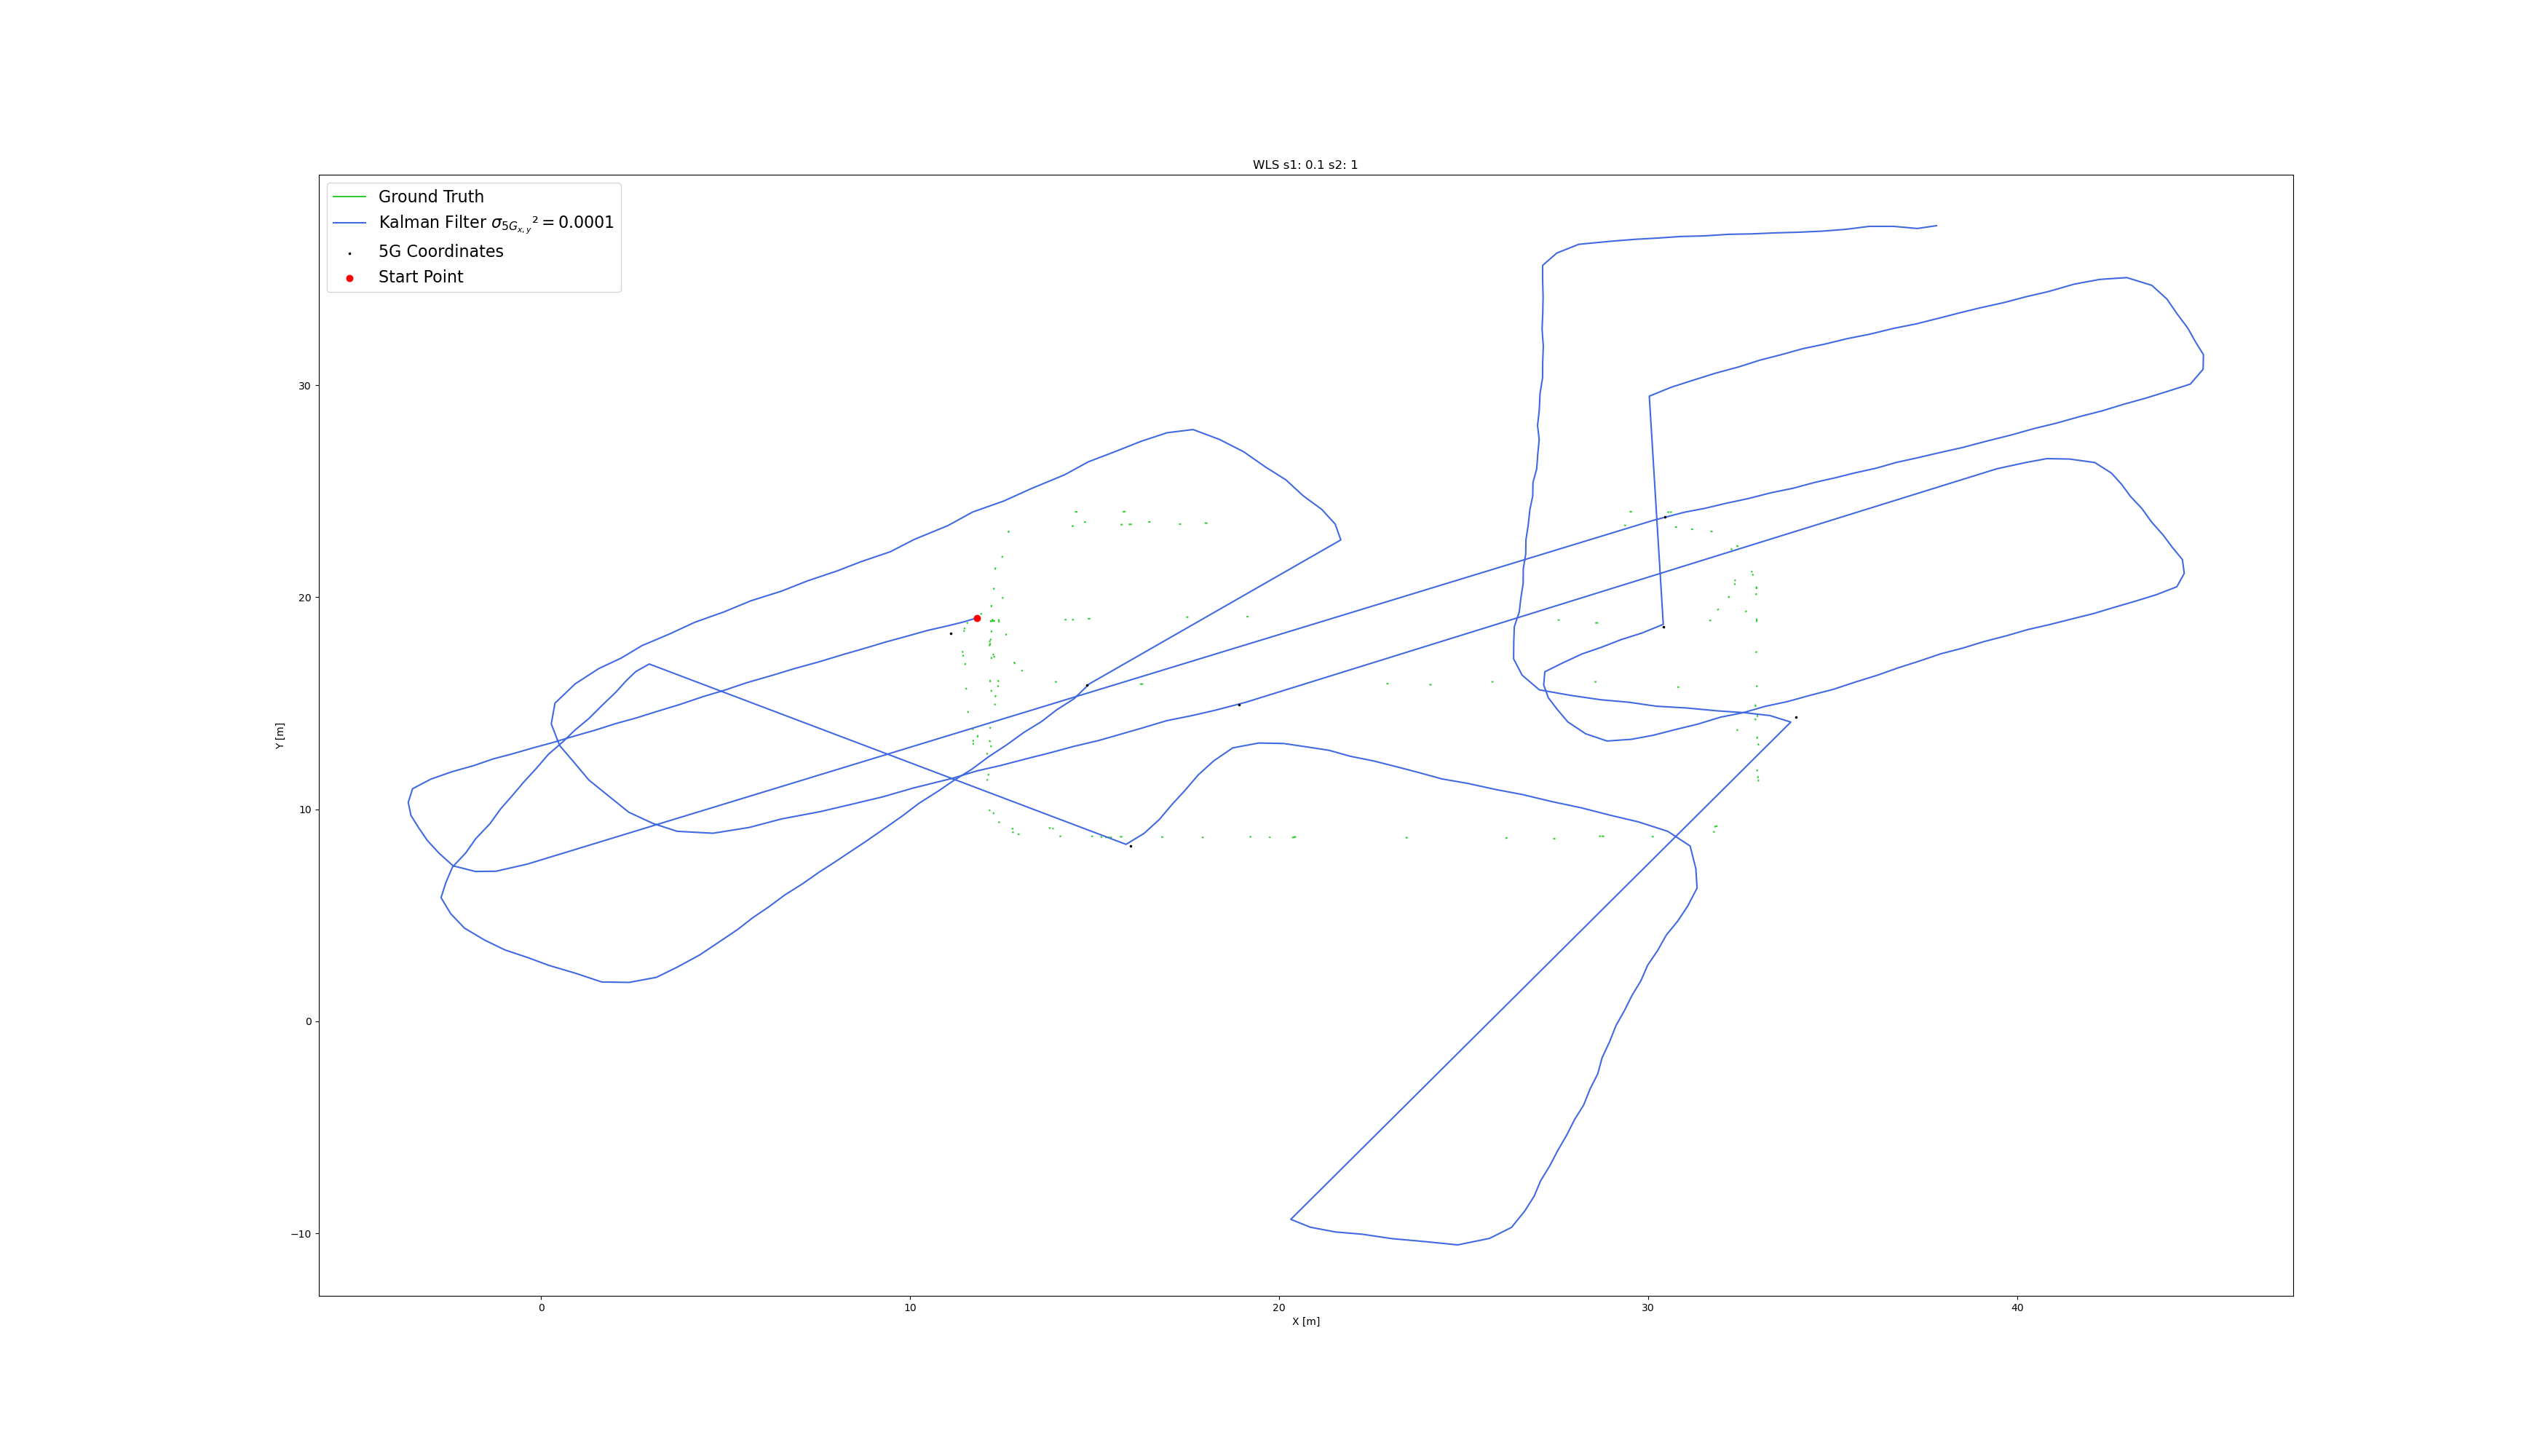 WLS s1: 0.1 s2: 1
Ground Truth
Kalman Filter σ5Gx,y² = 0.0001
5G Coordinates
Start Point
30
20
10
0
−10
Y [m]
0
10
20
30
40
X [m]